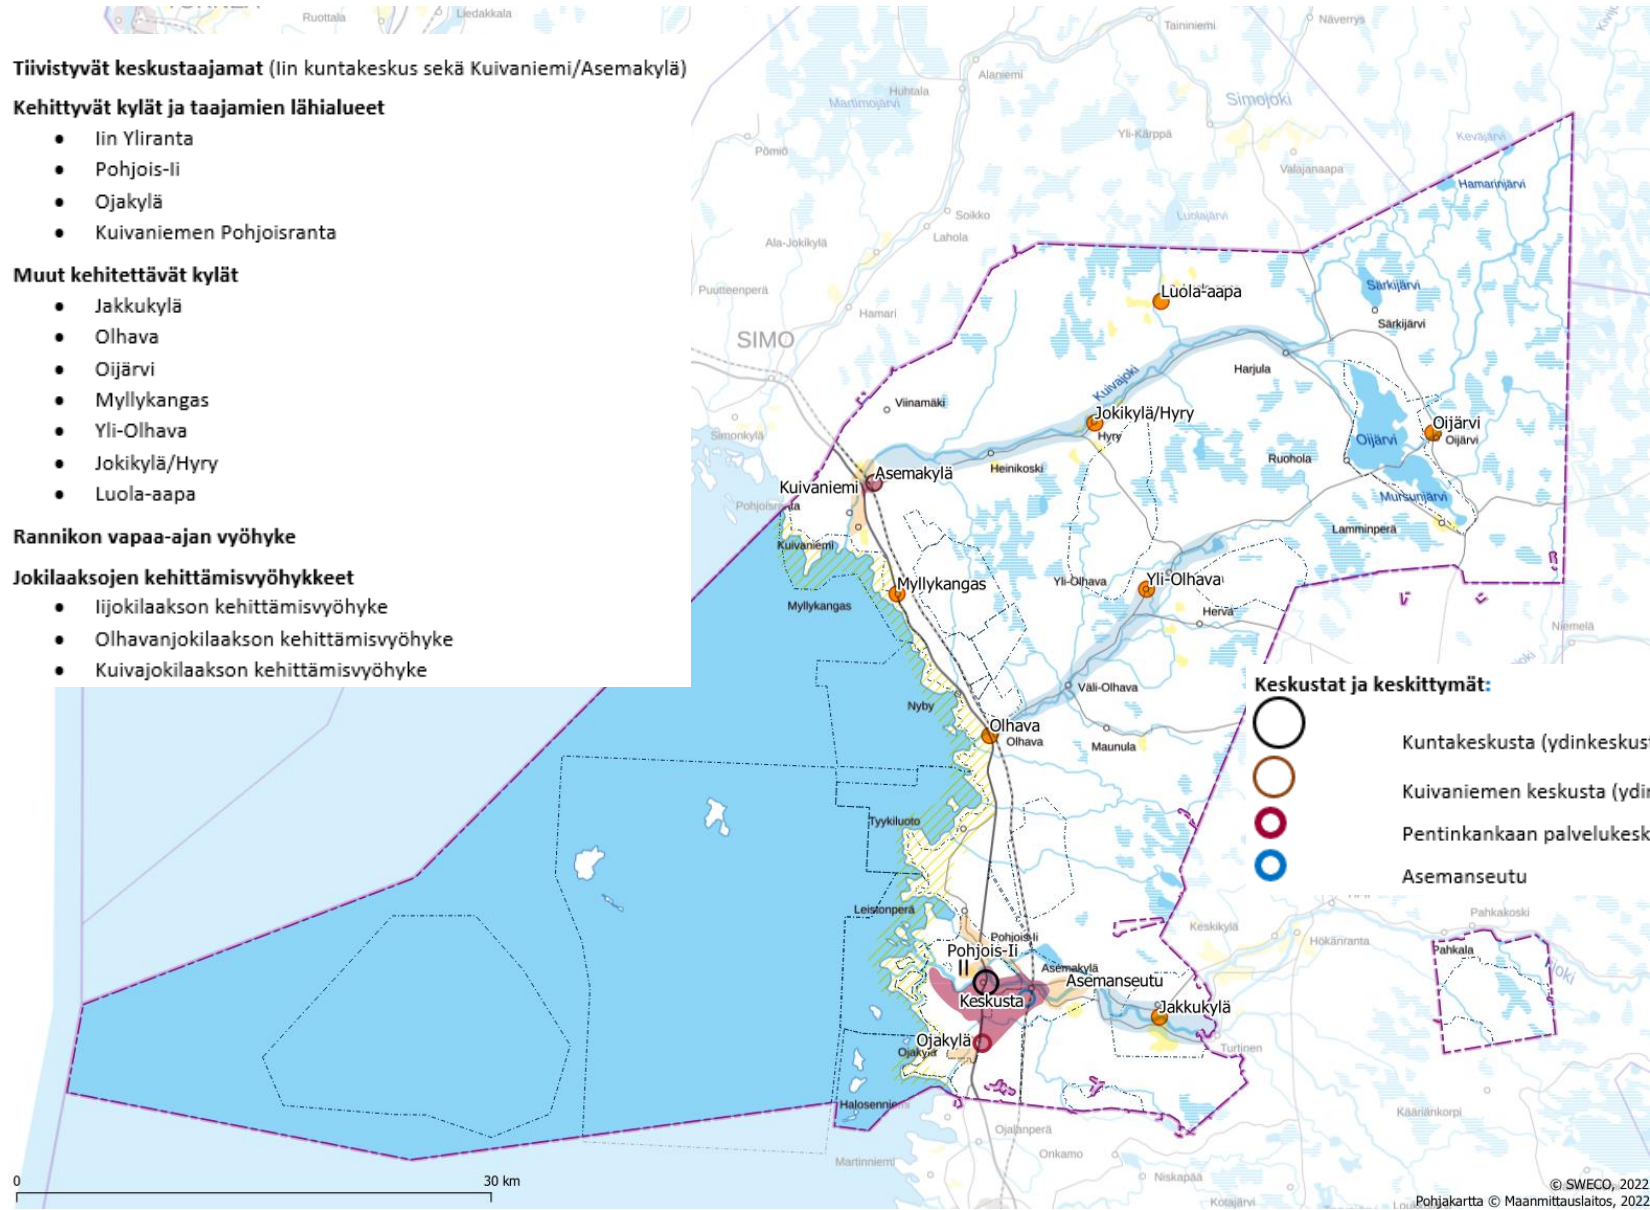 Ruottala
Liedakkala
Taininiemi
Näverrys
Tiivistyvät keskustaajamat (Iin kuntakeskus sekä Kuivaniemi/Asemakylä)
Kehittyvät kylät ja taajamien lähialueet
• Iin Yliranta
• Pohjois-Ii
• Ojakylä
• Kuivaniemen Pohjoisranta
Muut kehitettävät kylät
• Jakkukylä
• Olhava
• Oijärvi
• Myllykangas
• Yli-Olhava
• Jokikylä/Hyry
• Luola-aapa
Rannikon vapaa-ajan vyöhyke
Jokilaaksojen kehittämisvyöhykkeet
• Iijokilaakson kehittämisvyöhyke
• Olhavanjokilaakson kehittämisvyöhyke
• Kuivajokilaakson kehittämisvyöhyke
Alaniemi
Huhtala
Martimojärvi
Simojoki
Yli-Kärppä
Keväjärvi
Pömiö
Valajanaapa
Hamarinjärvi
Soikko
Luolajärvi
Lahola
Ala-Jokikylä
Puutteenperä
Luola-aapa
Särkijärvi
Hamari
Särkijärvi
SIMO
Kuivajoki
Harjula
Viinamäki
Jokikylä/Hyry
Hyry
Oijärvi
Oijärvi
Oijärvi
Simonkylä
Heinikoski
Ruohola
Asemakylä
Kuivaniemi
Mursunjärvi
Pohjoisranta
Lamminperä
Kuivaniemi
Myllykangas
Yli-Olhava
Yli-Olhava
Myllykangas
Herva
Niemelä
Väli-Olhava
Nyby
Olhava
Olhava
Maunula
Keskustat ja keskittymät:
Kuntakeskusta (ydinkeskust
Kuivaniemen keskusta (ydin
Pentinkankaan palvelukesk
Asemanseutu
Tyykiluoto
Leistonperä
Pahkakoski
Keskikylä
Hökänranta
Pahkala
Pohjois-Ii
Pohjois-Ii
II
Asemakylä
Asemanseutu
Keskusta
Jakkukylä
Ojakylä
Ojakylä
Turtinen
Halosenniemi
Kääriänkorpi
Ojalanperä
Onkamo
Martinniemi
Niskapää
Kotajärvi
0 30 km
© SWECO, 2022
Pohjakartta © Maanmittauslaitos, 2022